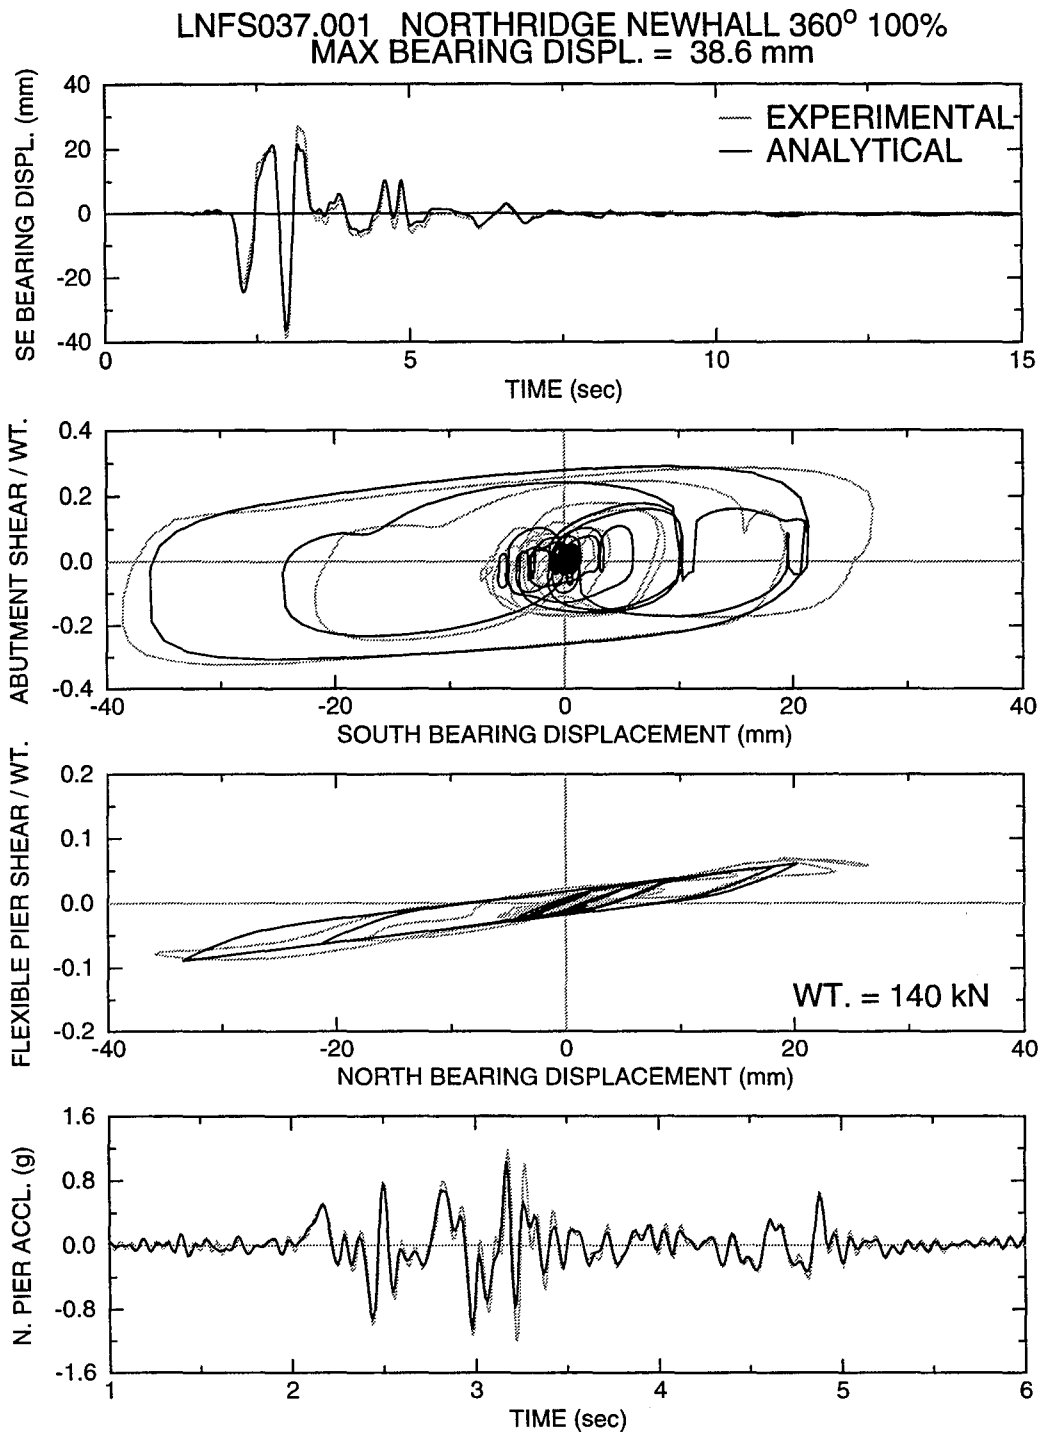 LNFS037.001 NORTHRIDGE NEWHALL 360º 100%
MAX BEARING DISPL. = 38.6 mm
SE BEARING DISPL. (mm)
40
20
0
-20
-40
EXPERIMENTAL
ANALYTICAL
0 5 10 15
TIME (sec)
ABUTMENT SHEAR / WT.
0.4
0.2
0.0
-0.2
-0.4
-40 -20 0 20 40
SOUTH BEARING DISPLACEMENT (mm)
FLEXIBLE PIER SHEAR / WT.
0.2
0.1
0.0
-0.1
-0.2
WT. = 140 kN
-40 -20 0 20 40
NORTH BEARING DISPLACEMENT (mm)
N. PIER ACCL. (g)
1.6
0.8
0.0
-0.8
-1.6
1 2 3 4 5 6
TIME (sec)